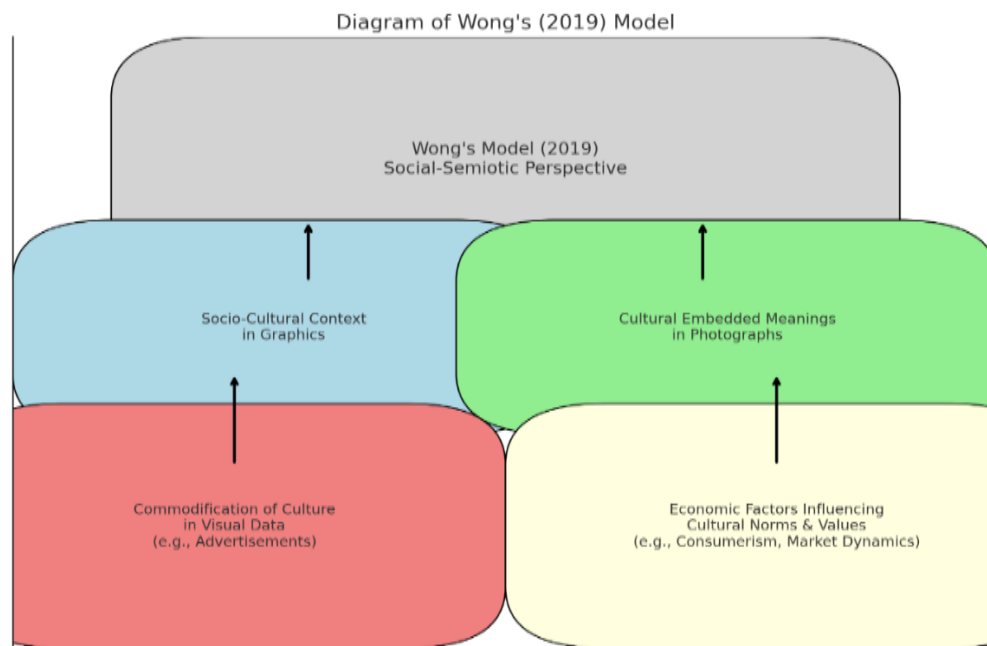 Diagram of Wong's (2019) Model
Wong's Model (2019)
Social-Semiotic Perspective
Socio-Cultural Context
in Graphics
Cultural Embedded Meanings
in Photographs
Commodification of Culture
in Visual Data
(e.g., Advertisements)
Economic Factors Influencing
Cultural Norms & Values
(e.g., Consumerism, Market Dynamics)